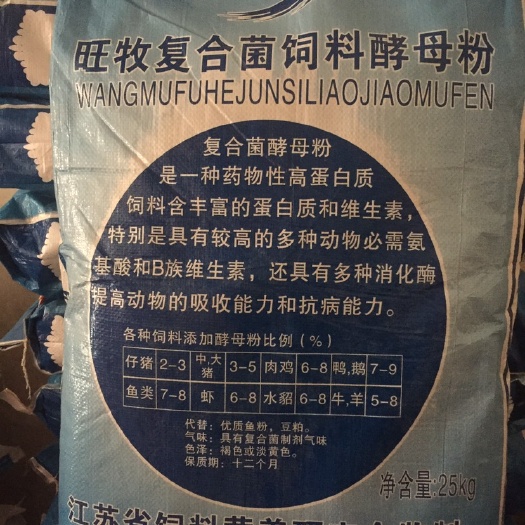 旺牧复合菌饲料酵母粉
WANGMUFUHEJUNSILIAOJIAOMUFEN
复合菌酵母粉
是一种药物性高蛋白质
饲料含丰富的蛋白质和维生素，
特别是具有较高的多种动物必需氨
基酸和B族维生素，还具有多种消化酶
提高动物的吸收能力和抗病能力。
各种饲料添加酵母粉比例（%）
仔猪 2-3 中,大猪 3-5 肉鸡 6-8 鸭,鹅 7-9
鱼类 7-8 虾 6-8 水貂 6-8 牛,羊 5-8
代替：优质鱼粉，豆粕。
气味：具有复合菌制剂气味
色泽：褐色或淡黄色。
保质期：十二个月
净含量:25kg
江苏省饲料